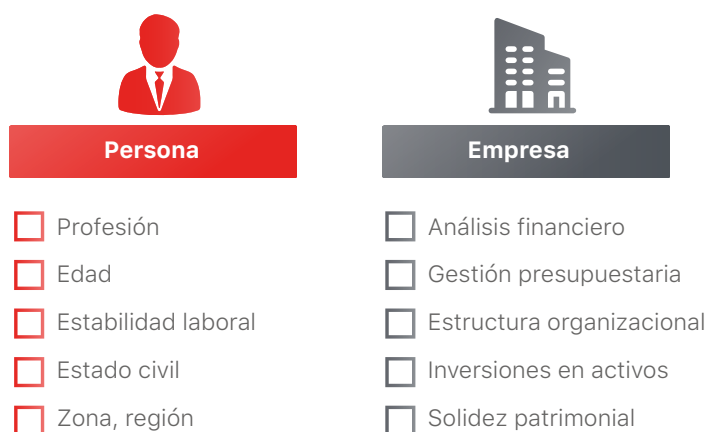 Persona
Profesión
Edad
Estabilidad laboral
Estado civil
Zona, región
Empresa
Análisis financiero
Gestión presupuestaria
Estructura organizacional
Inversiones en activos
Solidez patrimonial